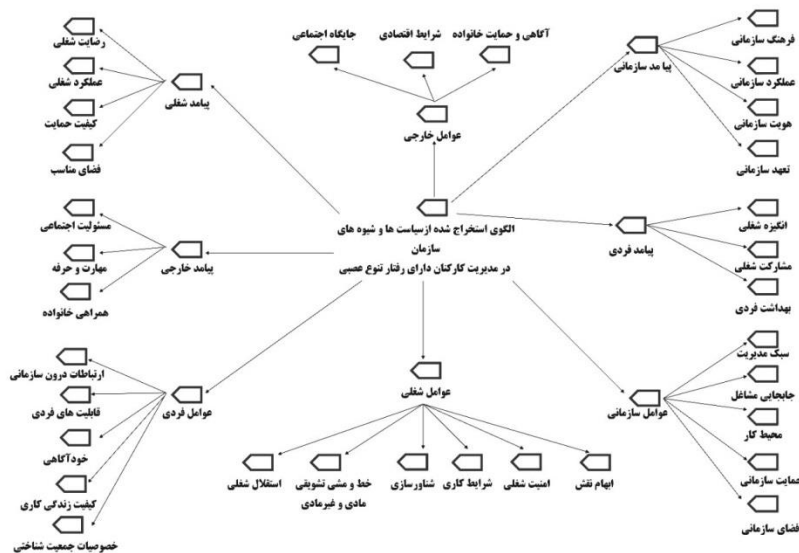 آگاهی و حمایت خانواده
شرایط اقتصادی
جایگاه اجتماعی
عوامل خارجی
فرهنگ سازمانی
پیا مد سازمانی
عملکرد سازمانی
هویت سازمانی
تعهد سازمانی
رضایت شغلی
عملکرد شغلی
پیامد شغلی
کیفیت حمایت
فضای مناسب
الگوی استخراج شده ازسیاست ها و شیوه های
سازمان
در مدیریت کارکنان دارای رفتار تنوع عصبی
انگیزه شغلی
پیامد فردی
مشارکت شغلی
بهداشت فردی
مسئولیت اجتماعی
پیامد خارجی
مهارت و حرفه
همراهی خانواده
سبک مدیریت
جابجایی مشاغل
عوامل سازمانی
محیط کار
حمایت سازمانی
فضای سازمانی
عوامل شغلی
ابهام نقش
امنیت شغلی
شرایط کاری
شناورسازی
خط و مشی تشویقی
مادی و غیرمادی
استقلال شغلی
ارتباطات درون سازمانی
عوامل فردی
قابلیت های فردی
خودآگاهی
کیفیت زندگی کاری
خصوصیات جمعیت شناختی